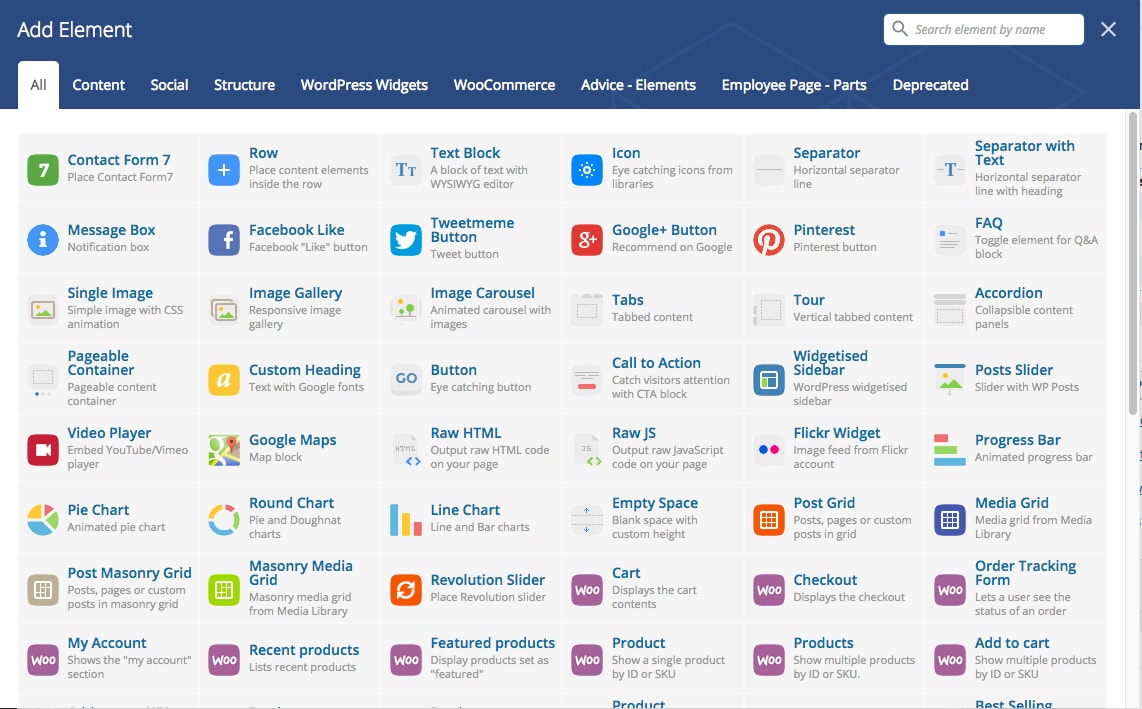 Add Element
Search element by name
All Content Social Structure WordPress Widgets WooCommerce Advice - Elements Employee Page - Parts Deprecated
7
Contact Form 7
Place Contact Form7
Row
Place content elements
inside the row
TT
Text Block
A block of text with
WYSIWYG editor
Icon
Eye catching icons from
libraries
Separator
Horizontal separator
line
T
Separator with
Text
Horizontal separator
line with heading
i
Message Box
Notification box
f
Facebook Like
Facebook "Like" button
Tweetmeme
Button
Tweet button
g+
Google+ Button
Recommend on Google
Pinterest
Pinterest button
FAQ
Toggle element for Q&A
block
Single Image
Simple image with CSS
animation
Image Gallery
Responsive image
gallery
Image Carousel
Animated carousel with
images
Tabs
Tabbed content
Tour
Vertical tabbed content
Accordion
Collapsible content
panels
Pageable
Container
Pageable content
container
a
Custom Heading
Text with Google fonts
GO
Button
Eye catching button
Call to Action
Catch visitors attention
with CTA block
Widgetised
Sidebar
WordPress widgetised
sidebar
Posts Slider
Slider with WP Posts
Video Player
Embed YouTube/Vimeo
player
Google Maps
Map block
HTML
Raw HTML
Output raw HTML code
on your page
JS
Raw JS
Output raw JavaScript
code on your page
Flickr Widget
Image feed from Flickr
account
Progress Bar
Animated progress bar
Pie Chart
Animated pie chart
Round Chart
Pie and Doughnat
charts
Line Chart
Line and Bar charts
Empty Space
Blank space with
custom height
Post Grid
Posts, pages or custom
posts in grid
Media Grid
Media grid from Media
Library
Post Masonry Grid
Posts, pages or custom
posts in masonry grid
Masonry Media
Grid
Masonry media grid
from Media Library
Revolution Slider
Place Revolution slider
Woo
Cart
Displays the cart
contents
Woo
Checkout
Displays the checkout
Woo
Order Tracking
Form
Lets a user see the
status of an order
Woo
My Account
Shows the "my account"
section
Woo
Recent products
Lists recent products
Woo
Featured products
Display products set as
"featured"
Woo
Product
Show a single product
by ID or SKU
Woo
Products
Show multiple products
by ID or SKU.
Woo
Add to cart
Show multiple products
by ID or SKU
Product
Best Selling